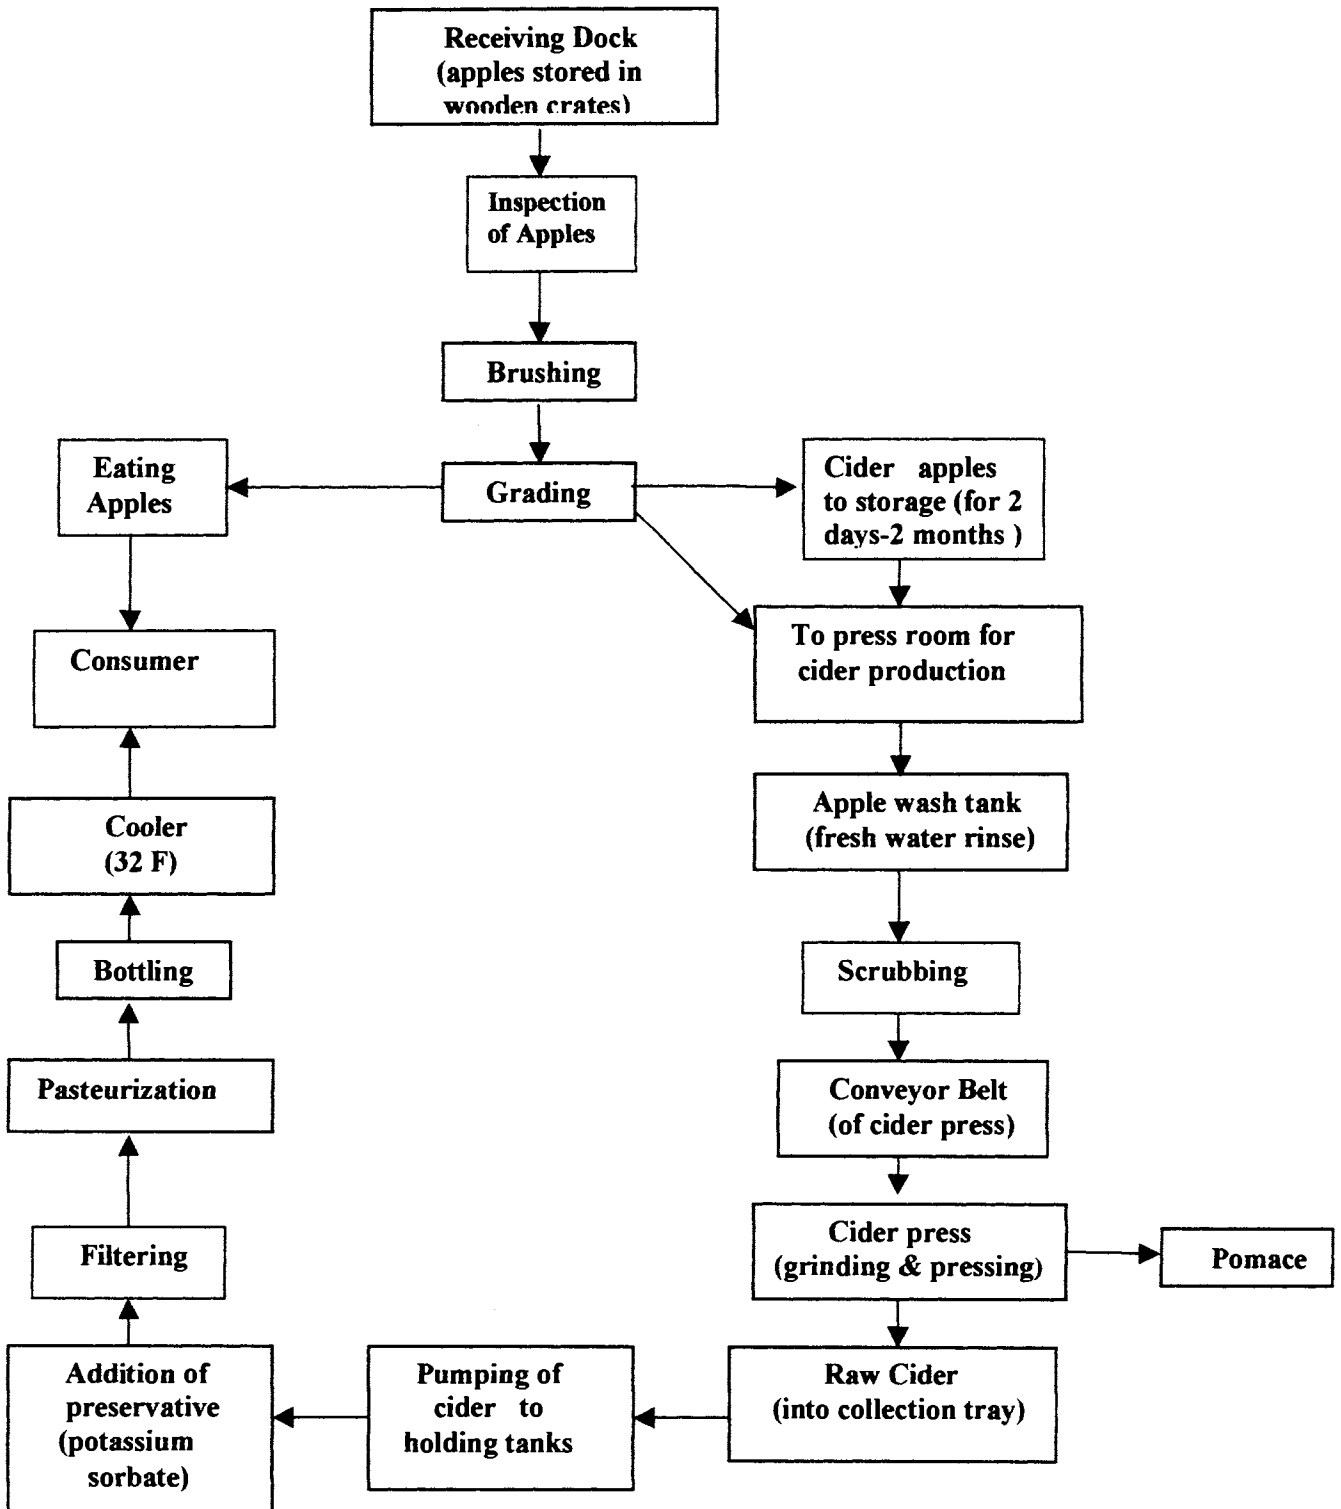 Receiving Dock
(apples stored in
wooden crates)
Inspection
of Apples
Brushing
Eating
Apples
Grading
Cider apples
to storage (for 2
days-2 months )
Consumer
To press room for
cider production
Cooler
(32 F)
Apple wash tank
(fresh water rinse)
Bottling
Scrubbing
Pasteurization
Conveyor Belt
(of cider press)
Filtering
Cider press
(grinding & pressing)
Pomace
Addition of
preservative
(potassium
sorbate)
Pumping of
cider to
holding tanks
Raw Cider
(into collection tray)